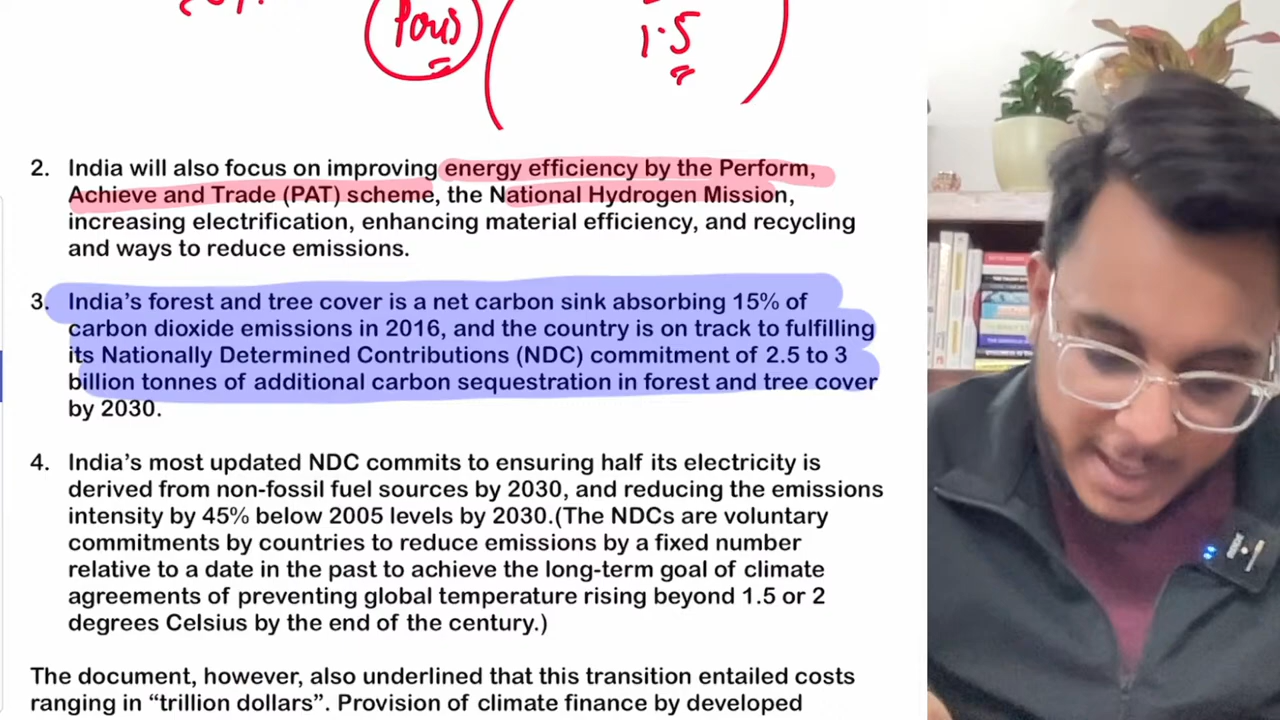 Paris
1.5
2. India will also focus on improving energy efficiency by the Perform,
Achieve and Trade (PAT) scheme, the National Hydrogen Mission,
increasing electrification, enhancing material efficiency, and recycling
and ways to reduce emissions.
3. India's forest and tree cover is a net carbon sink absorbing 15% of
carbon dioxide emissions in 2016, and the country is on track to fulfilling
its Nationally Determined Contributions (NDC) commitment of 2.5 to 3
billion tonnes of additional carbon sequestration in forest and tree cover
by 2030.
4. India's most updated NDC commits to ensuring half its electricity is
derived from non-fossil fuel sources by 2030, and reducing the emissions
intensity by 45% below 2005 levels by 2030.(The NDCs are voluntary
commitments by countries to reduce emissions by a fixed number
relative to a date in the past to achieve the long-term goal of climate
agreements of preventing global temperature rising beyond 1.5 or 2
degrees Celsius by the end of the century.)
The document, however, also underlined that this transition entailed costs
ranging in “trillion dollars”. Provision of climate finance by developed